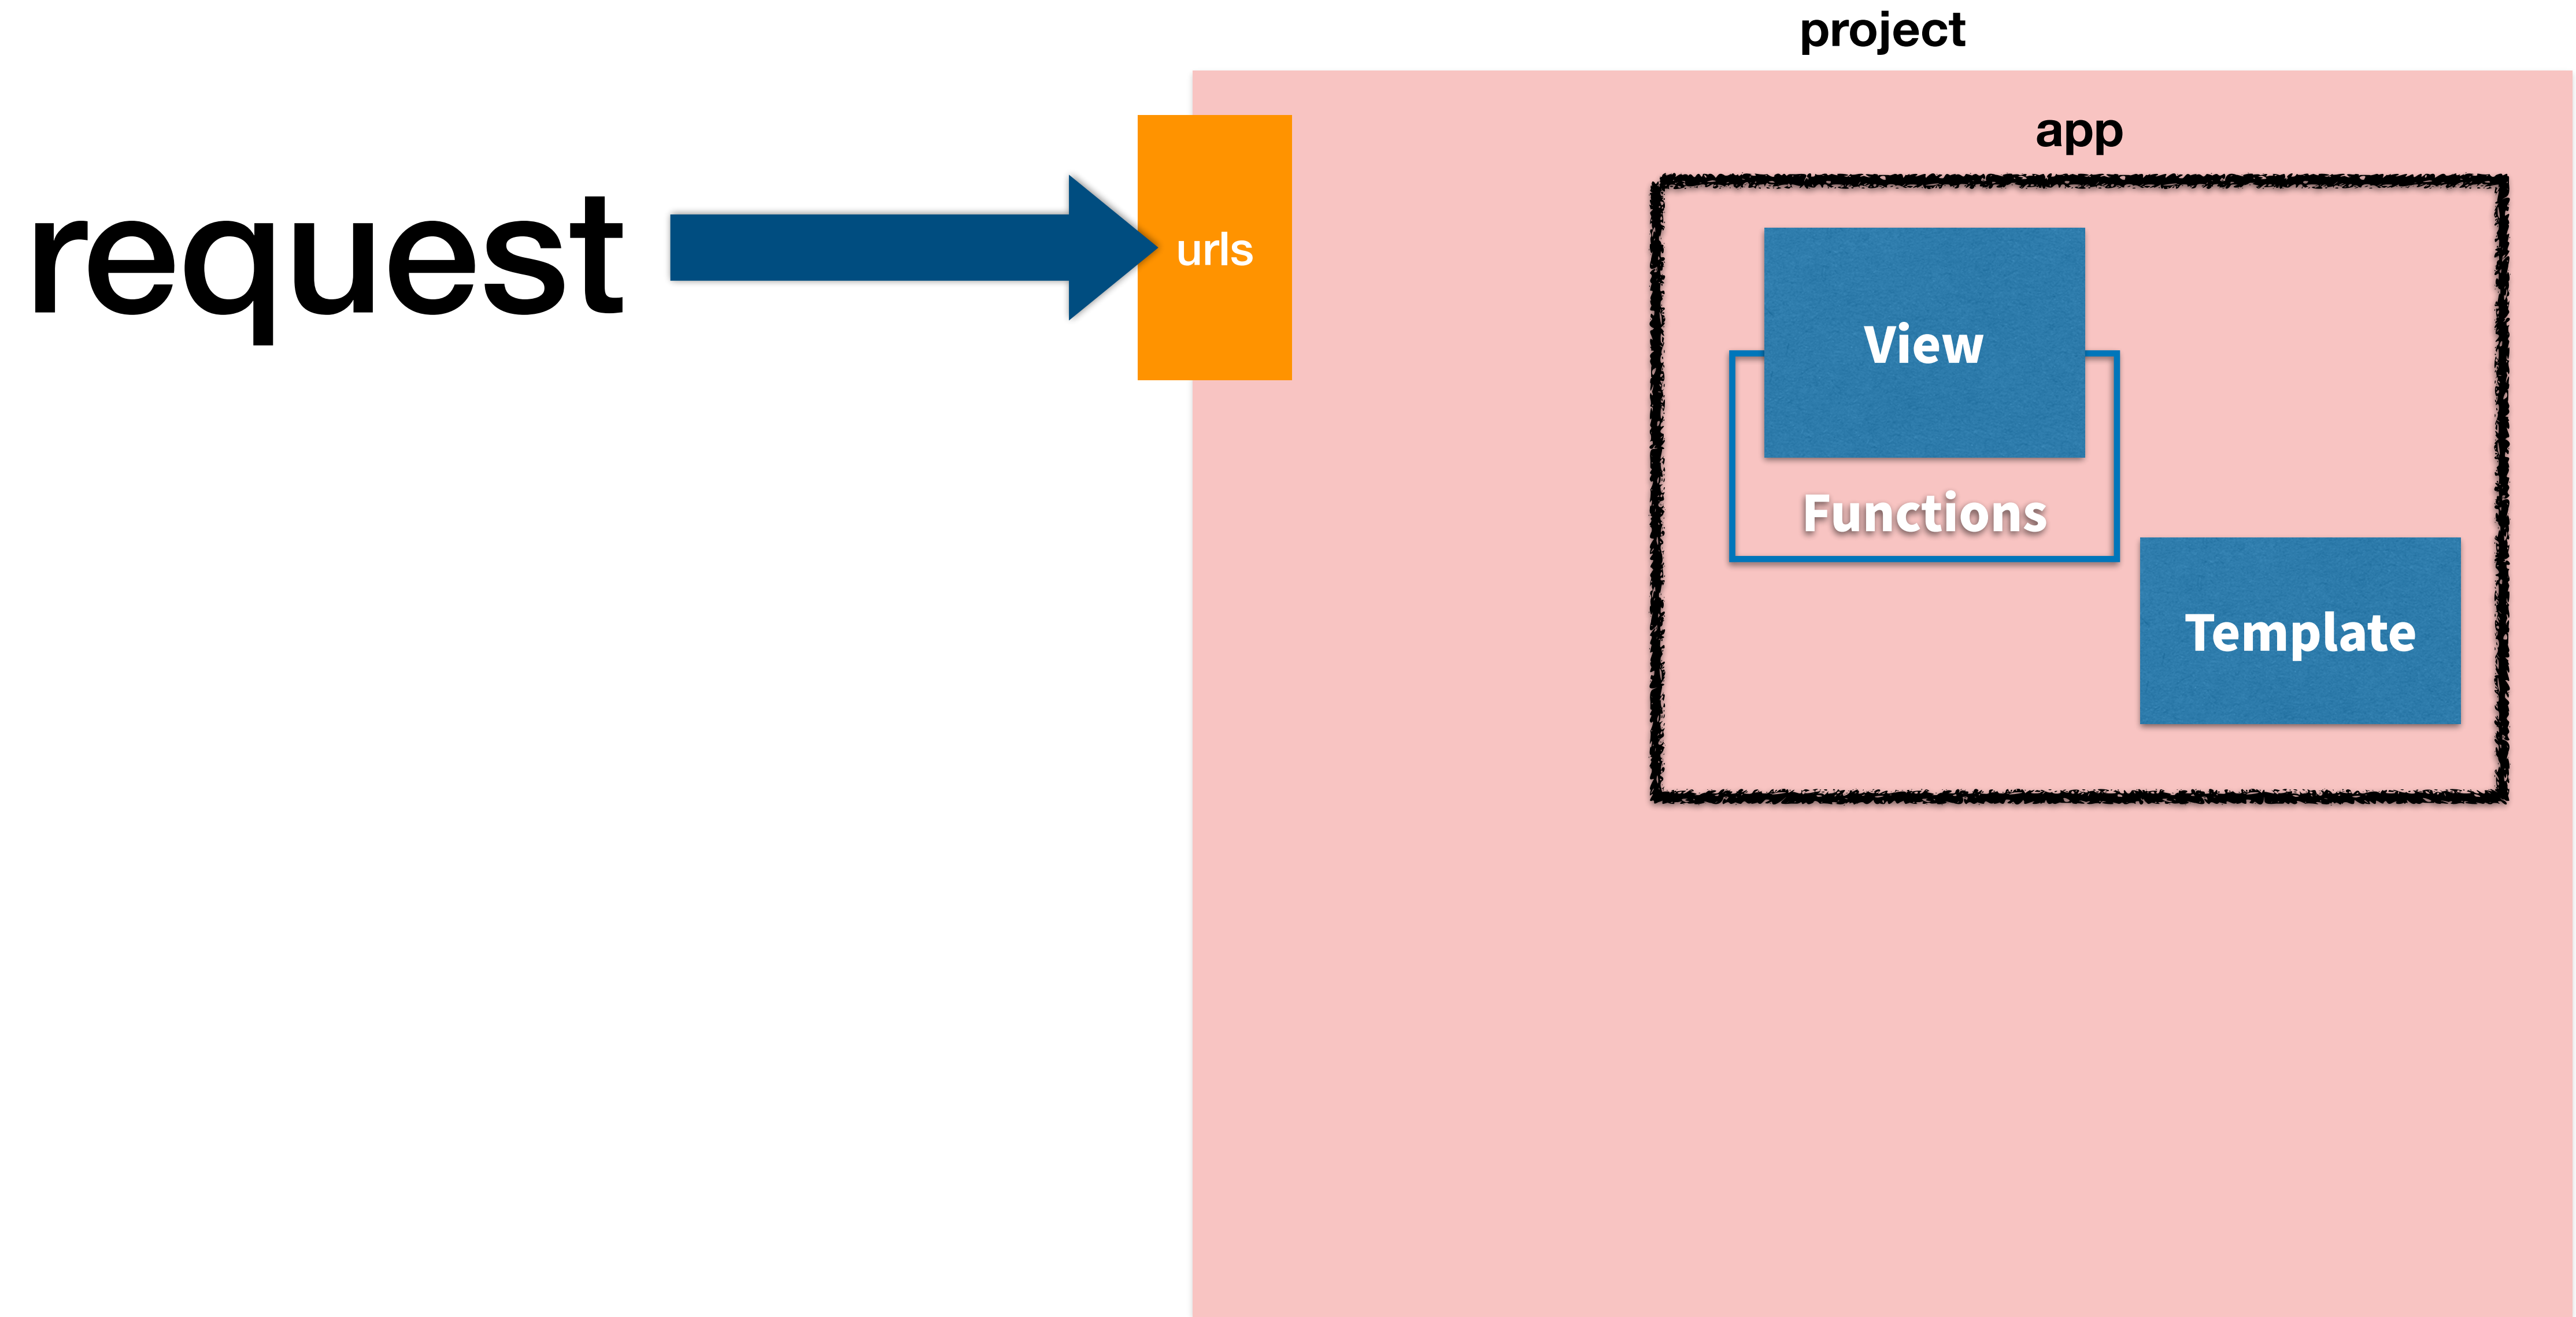 project
app
request
urls
View
Functions
Template